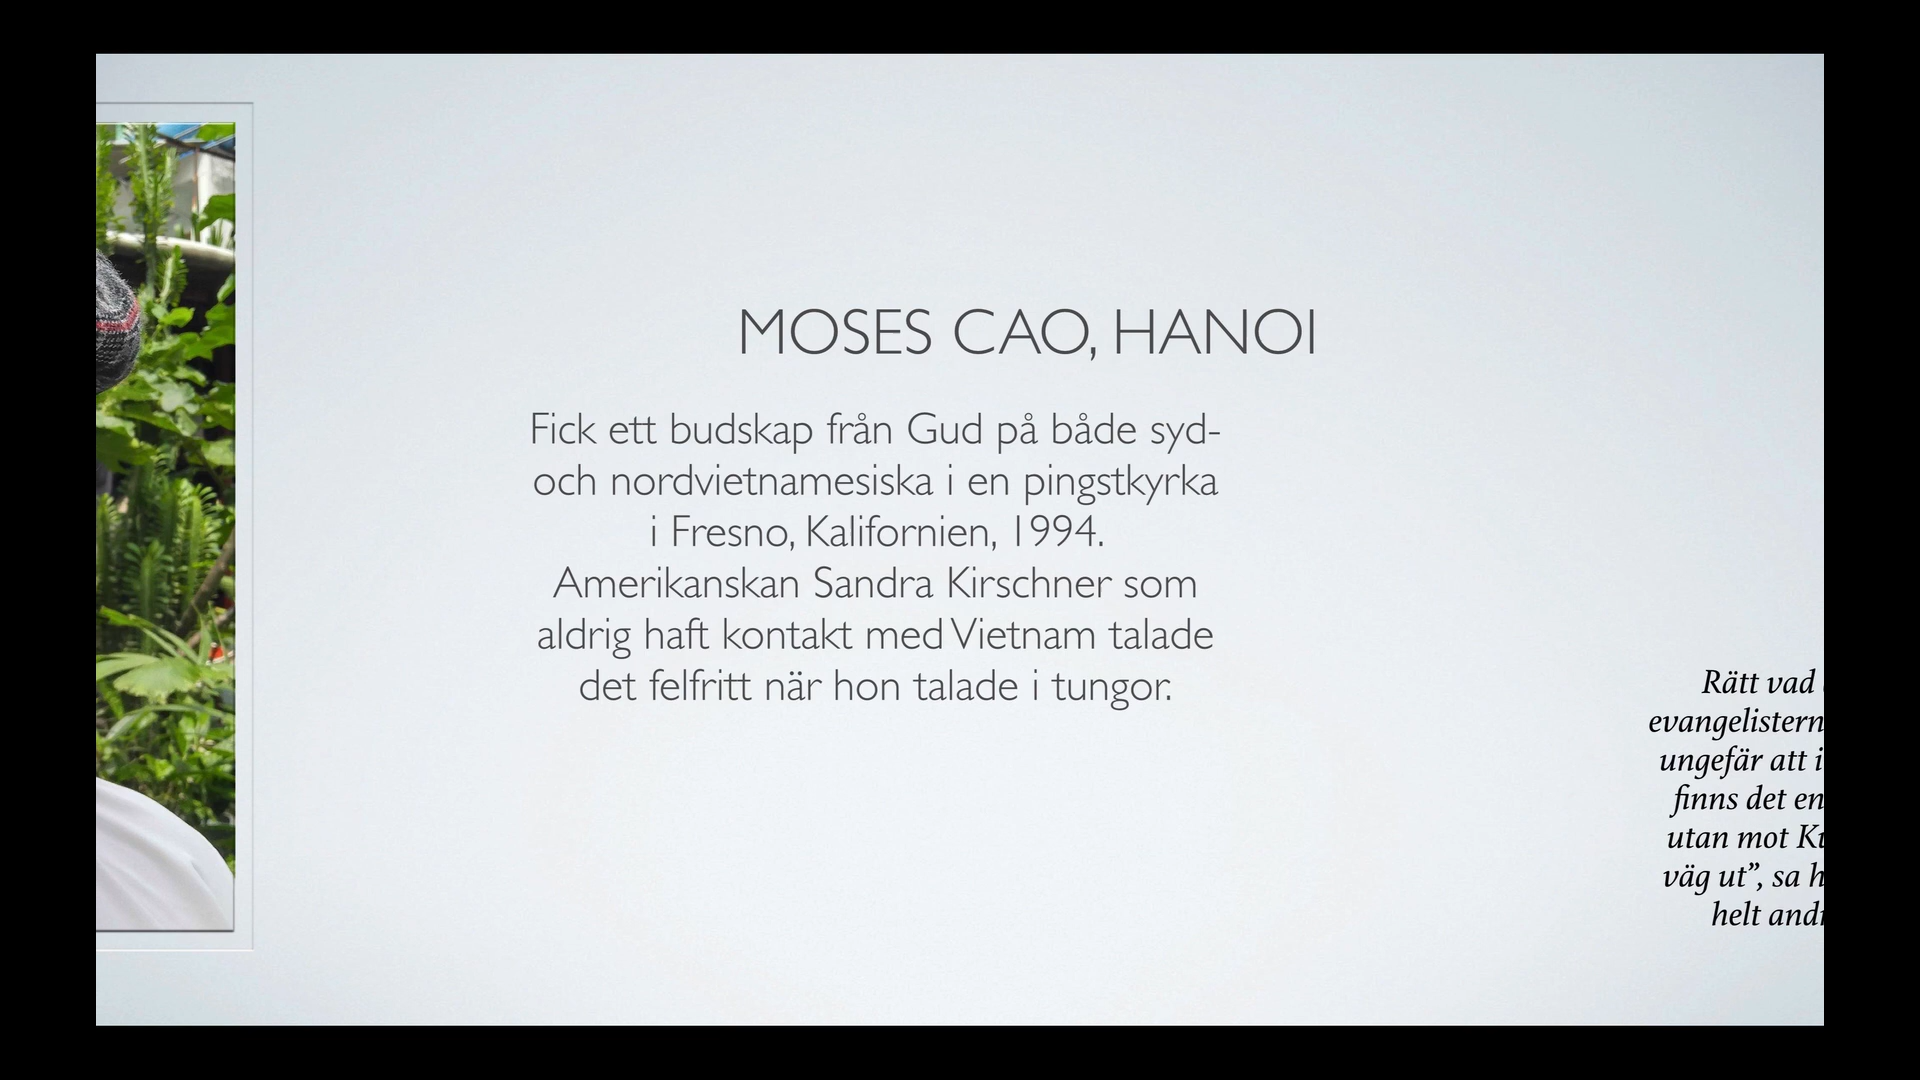 MOSES CAO, HANOI
Fick ett budskap från Gud på både syd-
och nordvietnamesiska i en pingstkyrka
i Fresno, Kalifornien, 1994.
Amerikanskan Sandra Kirschner som
aldrig haft kontakt med Vietnam talade
det felfritt när hon talade i tungor.
Rätt vad
evangelistern
ungefär att i
finns det en
utan mot
väg ut”, sa
helt